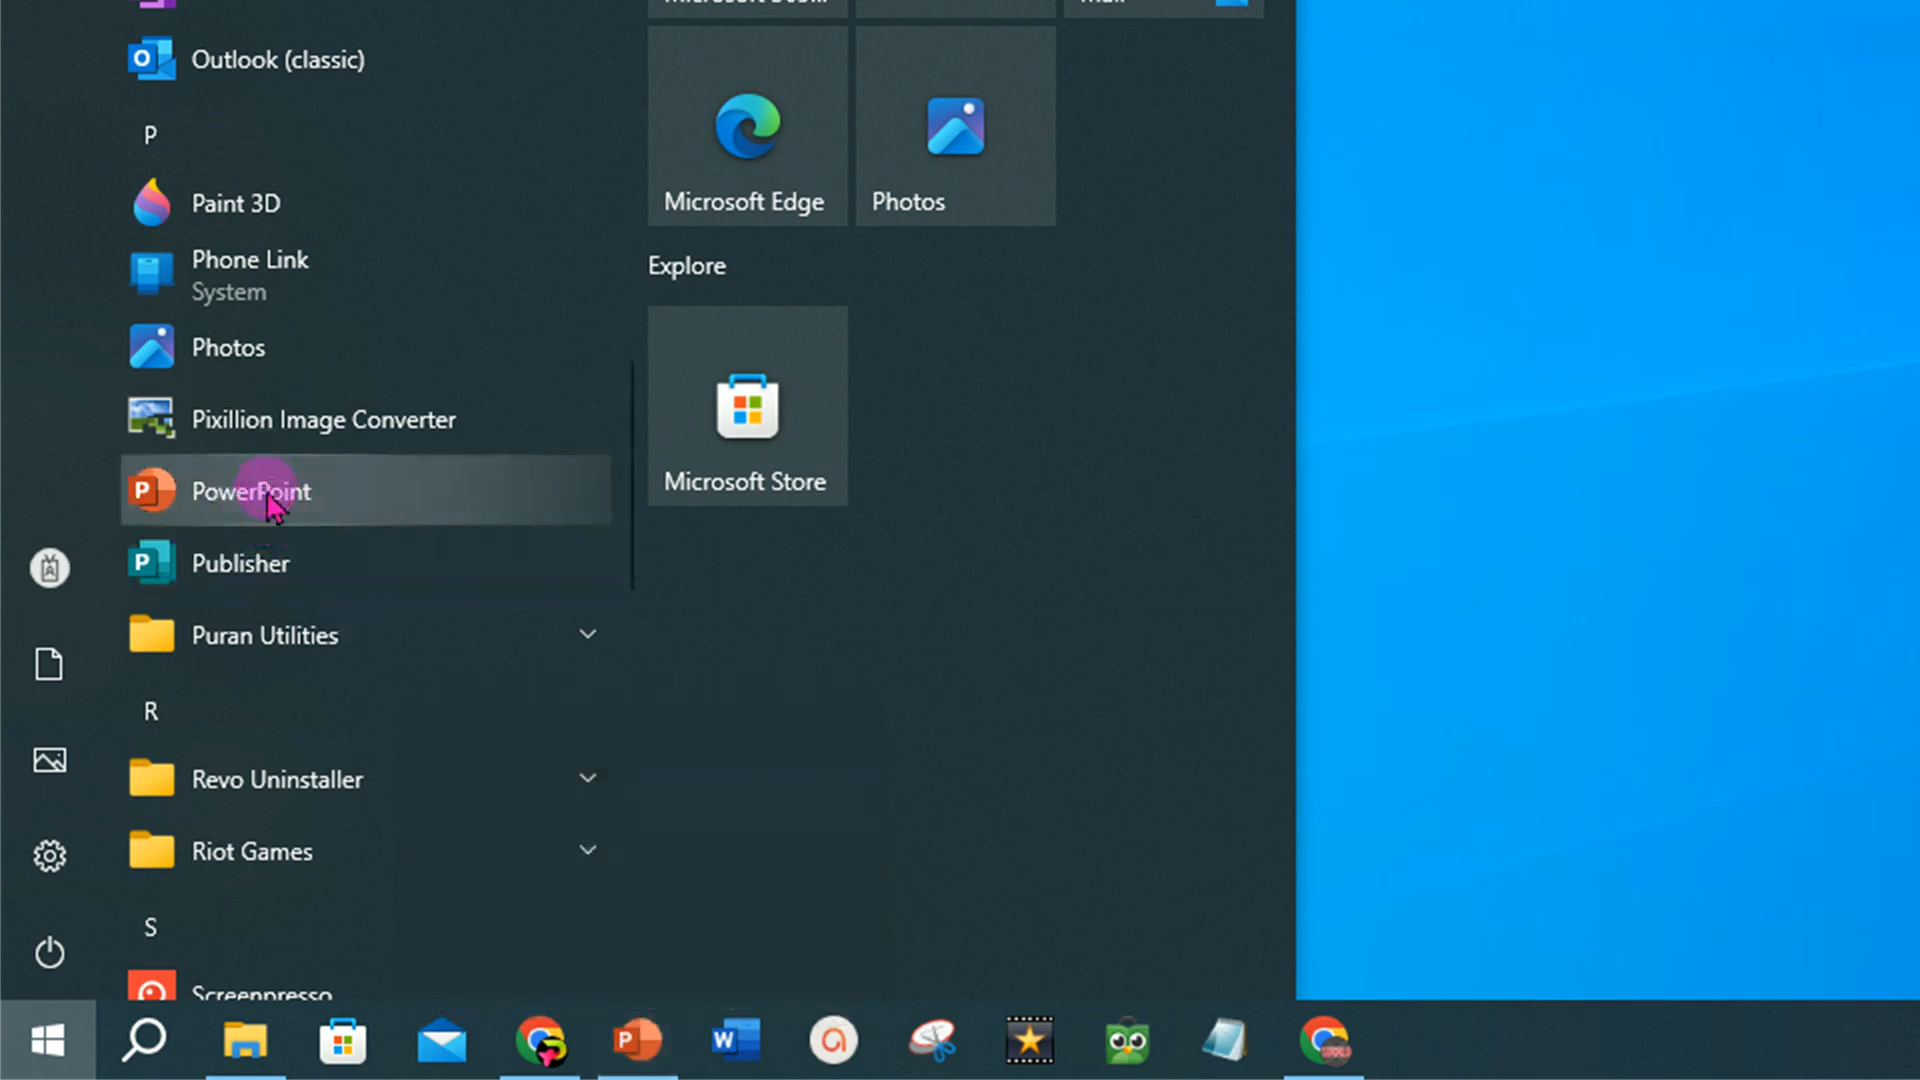 Outlook (classic)
P
Paint 3D
Phone Link
System
Photos
Pixillion Image Converter
PowerPoint
Publisher
Puran Utilities
R
Revo Uninstaller
Riot Games
S
Screenpresso
Microsoft Edge
Photos
Explore
Microsoft Store